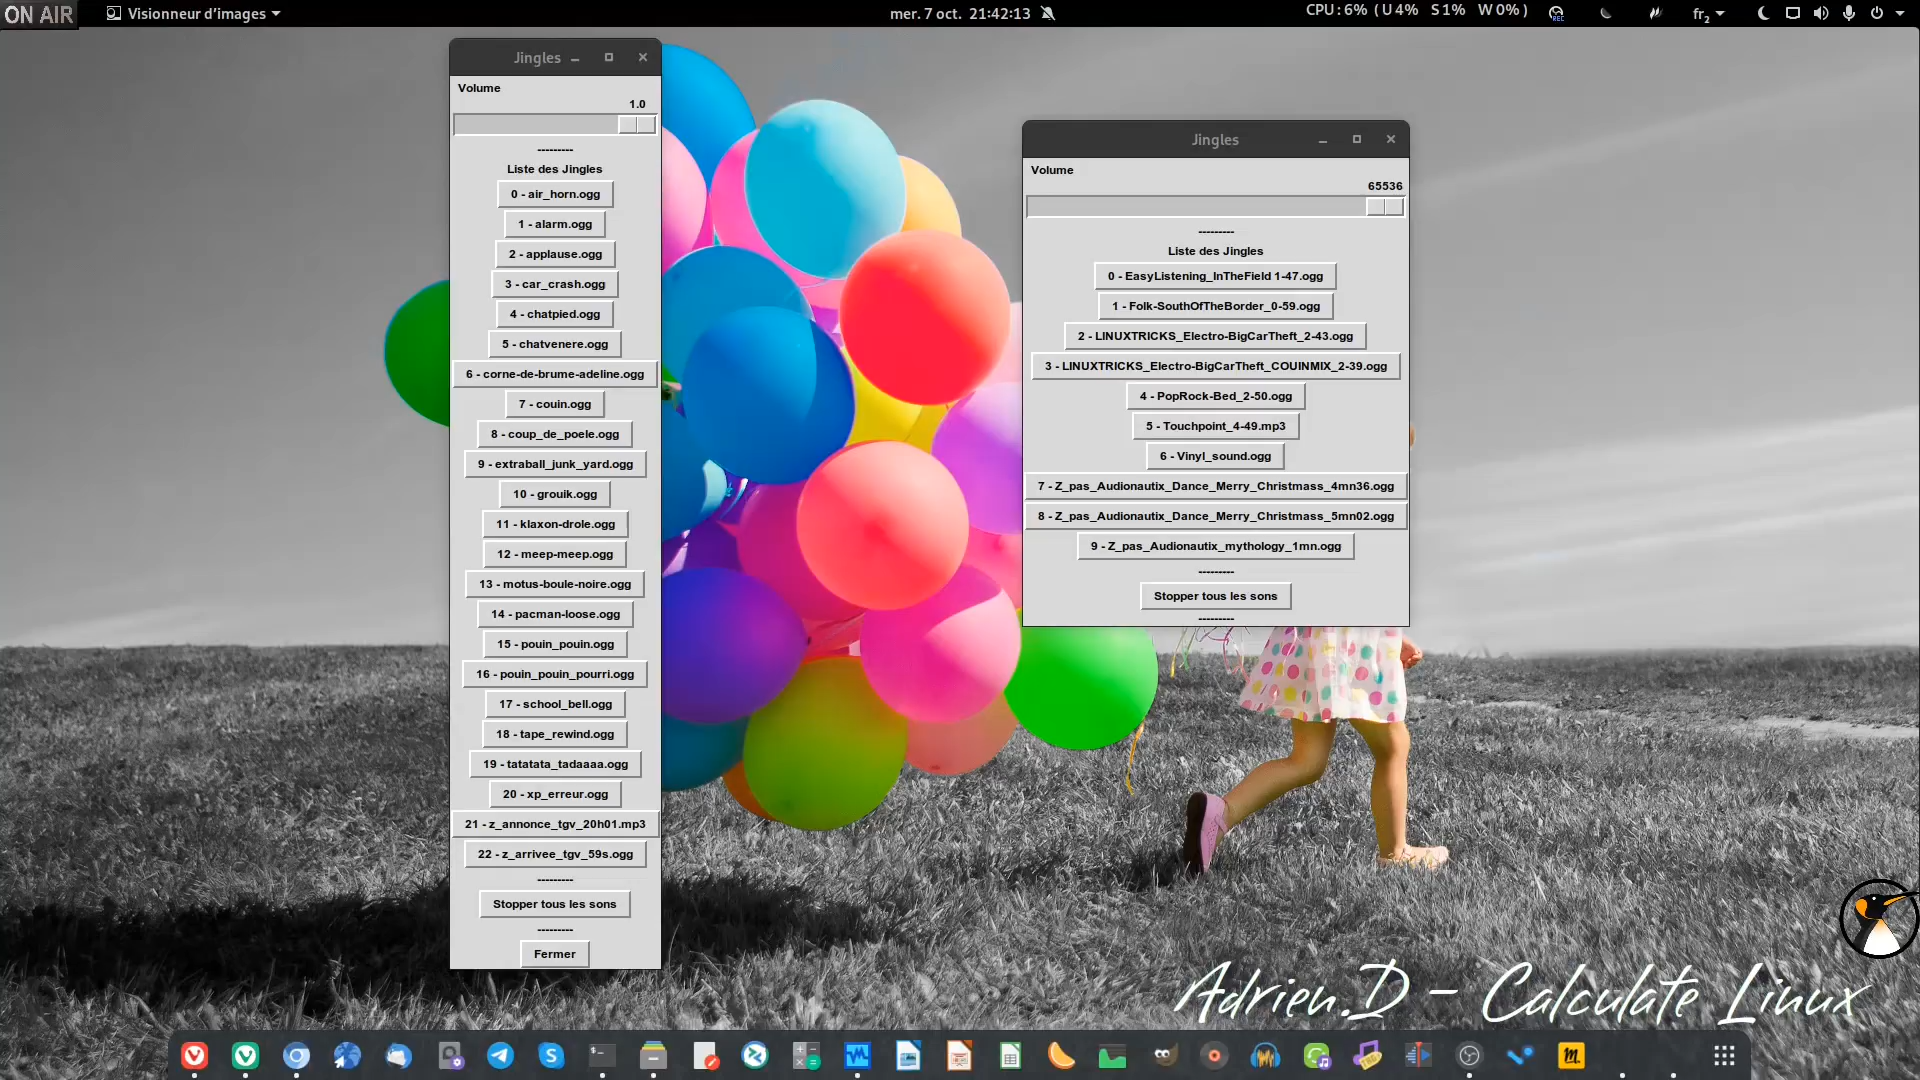 ON AIR
Visionneur d'images
mer. 7 oct. 21:42:13
CPU : 6% ( U 4% S 1% W 0% )
REC
fr₂
Jingles
Volume
1.0
---------
Liste des Jingles
0 - air_horn.ogg
1 - alarm.ogg
2 - applause.ogg
3 - car_crash.ogg
4 - chatpied.ogg
5 - chatvenere.ogg
6 - corne-de-brume-adeline.ogg
7 - couin.ogg
8 - coup_de_poele.ogg
9 - extraball_junk_yard.ogg
10 - grouik.ogg
11 - klaxon-drole.ogg
12 - meep-meep.ogg
13 - motus-boule-noire.ogg
14 - pacman-loose.ogg
15 - pouin_pouin.ogg
16 - pouin_pouin_pourri.ogg
17 - school_bell.ogg
18 - tape_rewind.ogg
19 - tatatata_tadaaaa.ogg
20 - xp_erreur.ogg
21 - z_annonce_tgv_20h01.mp3
22 - z_arrivee_tgv_59s.ogg
---------
Stopper tous les sons
---------
Fermer
Jingles
Volume
65536
---------
Liste des Jingles
0 - EasyListening_InTheField 1-47.ogg
1 - Folk-SouthOfTheBorder_0-59.ogg
2 - LINUXTRICKS_Electro-BigCarTheft_2-43.ogg
3 - LINUXTRICKS_Electro-BigCarTheft_COUINMIX_2-39.ogg
4 - PopRock-Bed_2-50.ogg
5 - Touchpoint_4-49.mp3
6 - Vinyl_sound.ogg
7 - Z_pas_Audionautix_Dance_Merry_Christmass_4mn36.ogg
8 - Z_pas_Audionautix_Dance_Merry_Christmass_5mn02.ogg
9 - Z_pas_Audionautix_mythology_1mn.ogg
---------
Stopper tous les sons
---------
Adrien.D - Calculate Linux